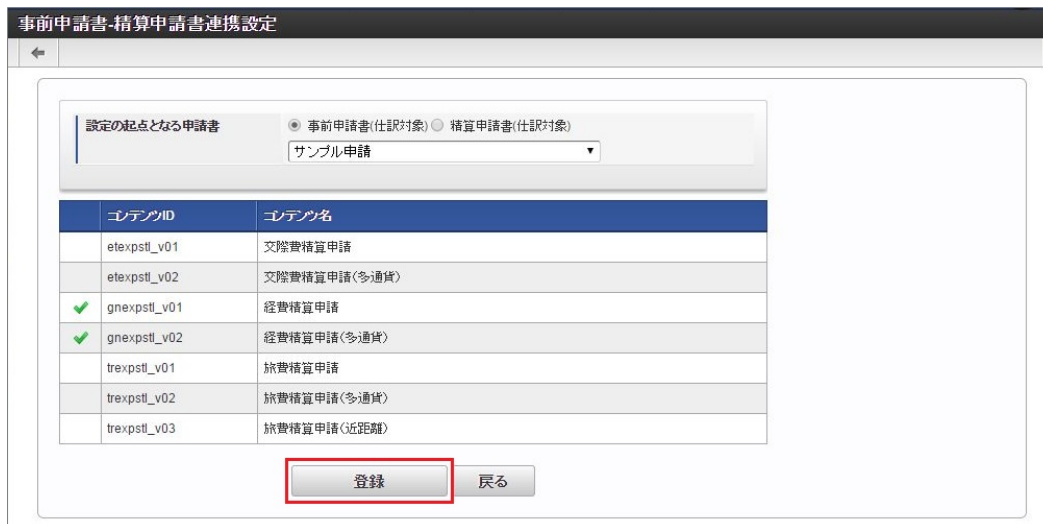 事前申請書-精算申請書連携設定
設定の起点となる申請書 事前申請書(仕訳対象) 精算申請書(仕訳対象)
サンプル申請
コンテンツID コンテンツ名
etexpstl_v01 交際費精算申請
etexpstl_v02 交際費精算申請(多通貨)
gnexpstl_v01 経費精算申請
gnexpstl_v02 経費精算申請(多通貨)
trexpstl_v01 旅費精算申請
trexpstl_v02 旅費精算申請(多通貨)
trexpstl_v03 旅費精算申請(近距離)
登録 戻る